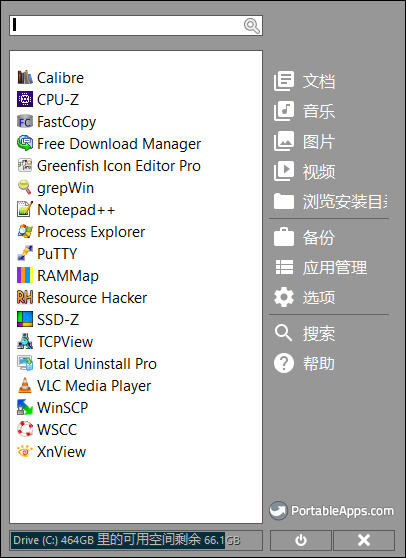 Calibre
CPU-Z
FastCopy
Free Download Manager
Greenfish Icon Editor Pro
grepWin
Notepad++
Process Explorer
PuTTY
RAMMap
Resource Hacker
SSD-Z
TCPView
Total Uninstall Pro
VLC Media Player
WinSCP
WSCC
XnView
Drive (C:) 464GB 里的可用空间剩余 66.1GB
文档
音乐
图片
视频
浏览安装目录
备份
应用管理
选项
搜索
帮助
PortableApps.com